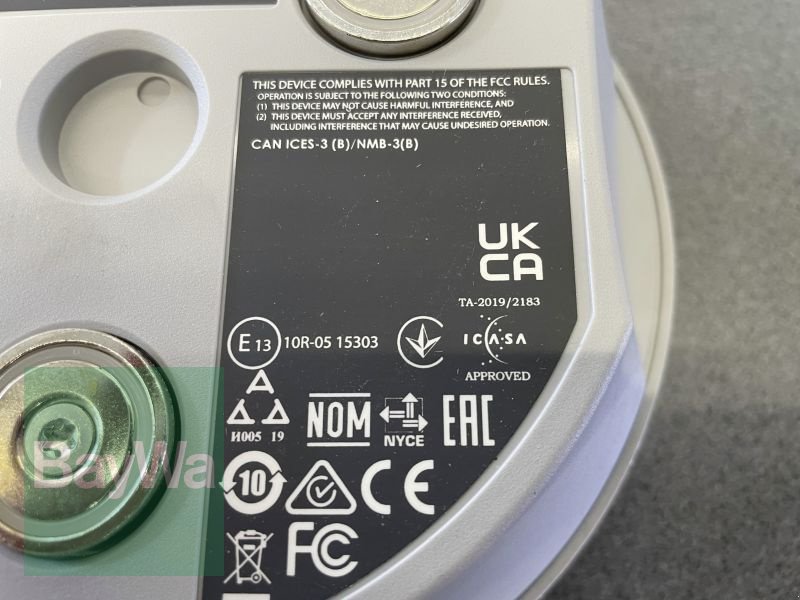 THIS DEVICE COMPLIES WITH PART 15 OF THE FCC RULES.
OPERATION IS SUBJECT TO THE FOLLOWING TWO CONDITIONS:
(1) THIS DEVICE MAY NOT CAUSE HARMFUL INTERFERENCE, AND
(2) THIS DEVICE MUST ACCEPT ANY INTERFERENCE RECEIVED,
INCLUDING INTERFERENCE THAT MAY CAUSE UNDESIRED OPERATION.
CAN ICES-3 (B)/NMB-3(B)
UK
CA
TA-2019/2183
E 13
10R-05 15303
ICASA
APPROVED
И005 19
NOM
NYCE
EAC
10
CE
FC
BayWa